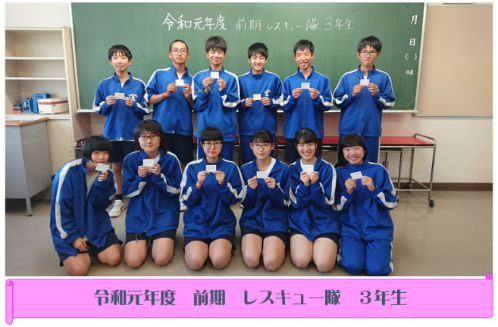 令和元年度 前期 レスキュー隊 3年生
月
日( )
令和元年度 前期 レスキュー隊 3年生